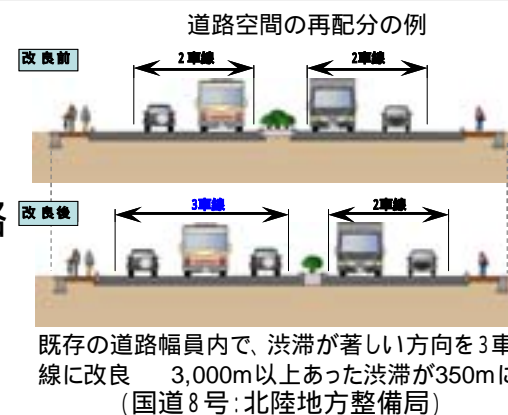 道路空間の再配分の例
改良前
2車線
2車線
路
改良後
3車線
2車線
既存の道路幅員内で、渋滞が著しい方向を3車
線に改良 3,000m以上あった渋滞が350mに
(国道8号:北陸地方整備局)